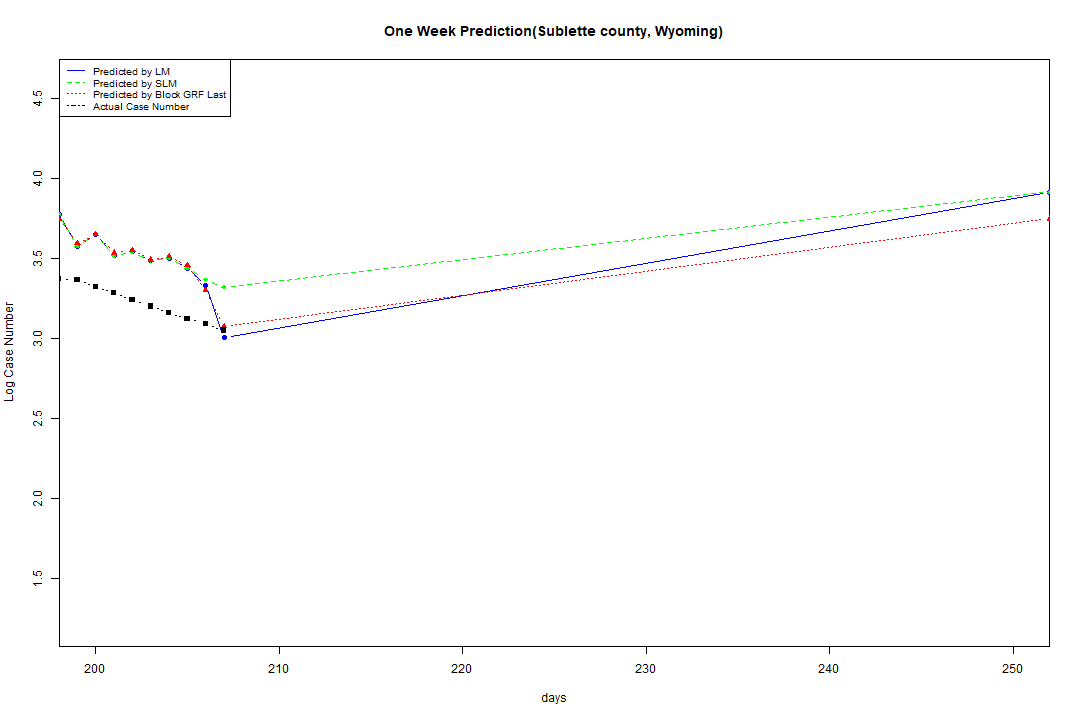 One Week Prediction(Sublette county, Wyoming)
Predicted by LM
Predicted by SLM
Predicted by Block GRF Last
Actual Case Number
4.5
4.0
3.5
3.0
2.5
2.0
1.5
Log Case Number
200 210 220 230 240 250
days